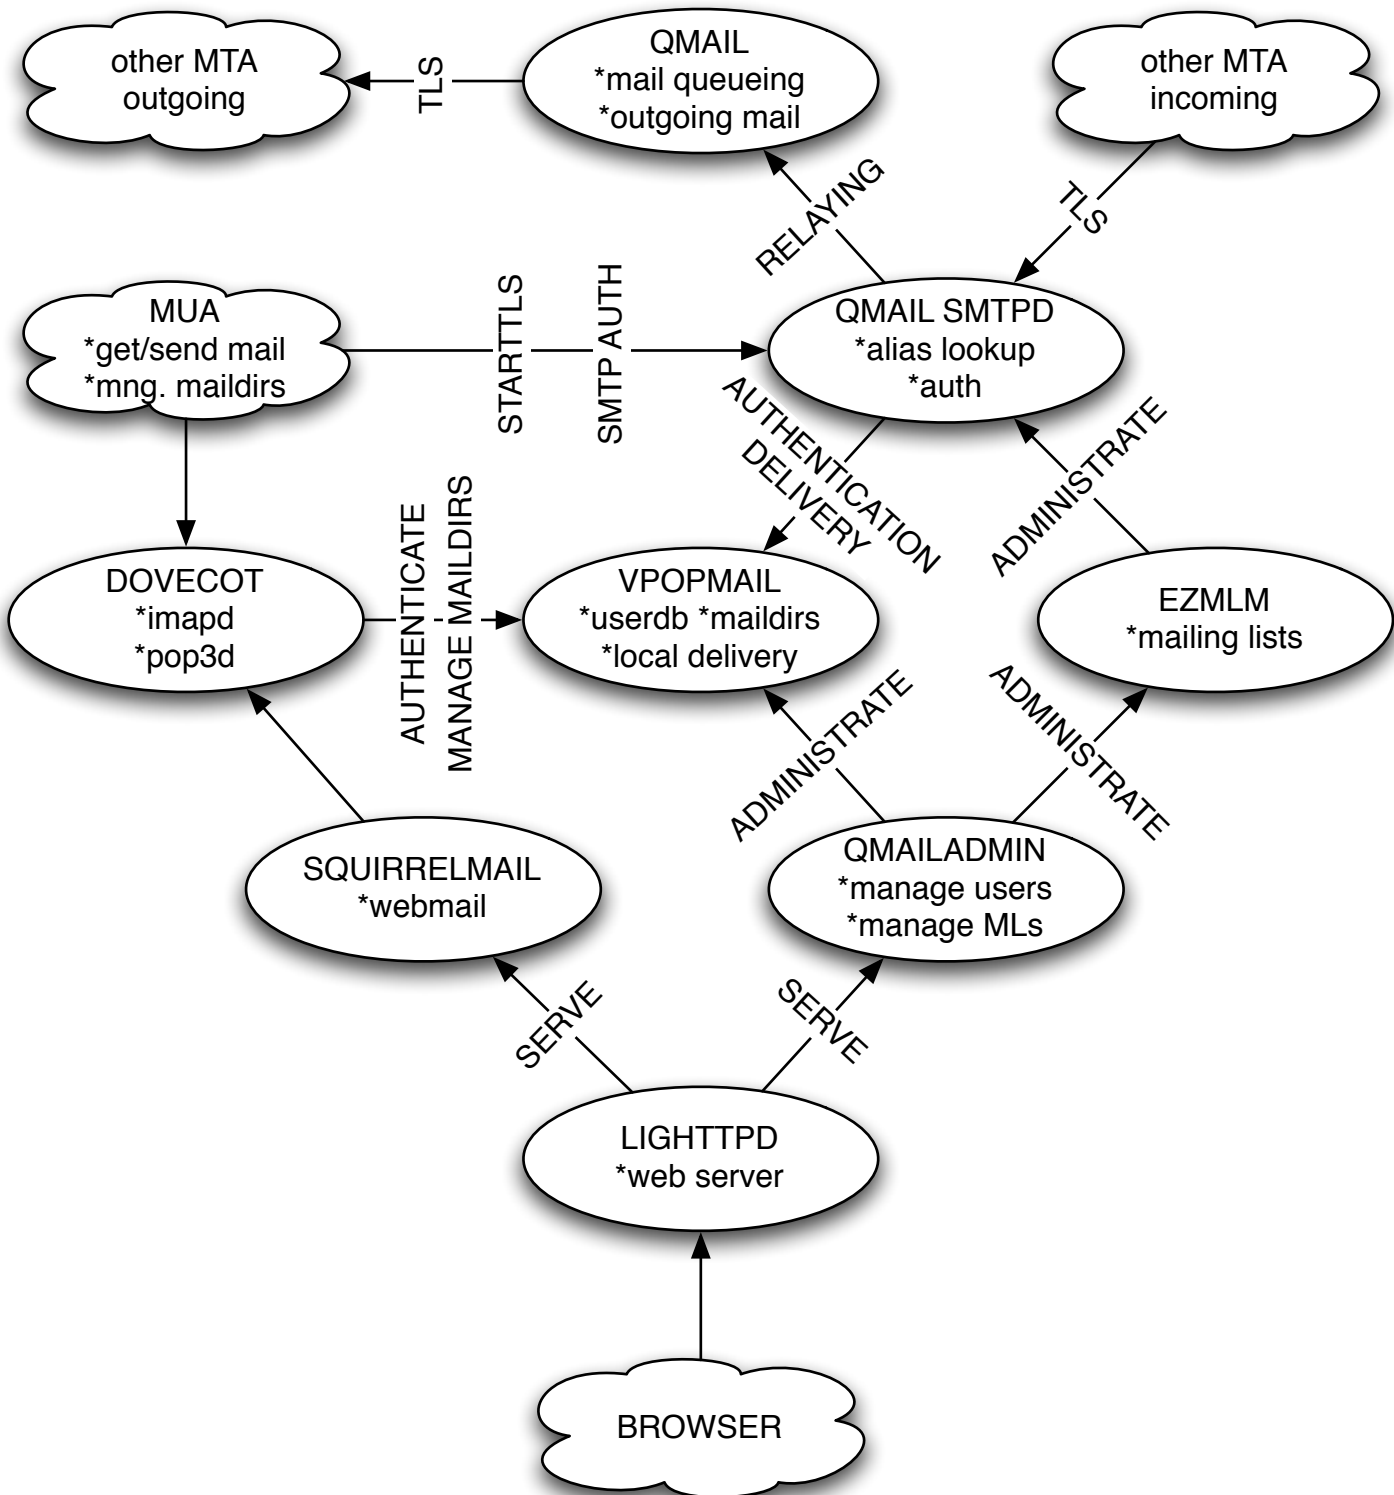 other MTA
outgoing
TLS
QMAIL
*mail queueing
*outgoing mail
other MTA
incoming
RELAYING
TLS
MUA
*get/send mail
*mng. maildirs
STARTTLS
SMTP AUTH
QMAIL SMTPD
*alias lookup
*auth
AUTHENTICATION
DELIVERY
ADMINISTRATE
DOVECOT
*imapd
*pop3d
AUTHENTICATE
MANAGE MAILDIRS
VPOPMAIL
*userdb *maildirs
*local delivery
EZMLM
*mailing lists
ADMINISTRATE
ADMINISTRATE
SQUIRRELMAIL
*webmail
QMAILADMIN
*manage users
*manage MLs
SERVE
SERVE
LIGHTTPD
*web server
BROWSER